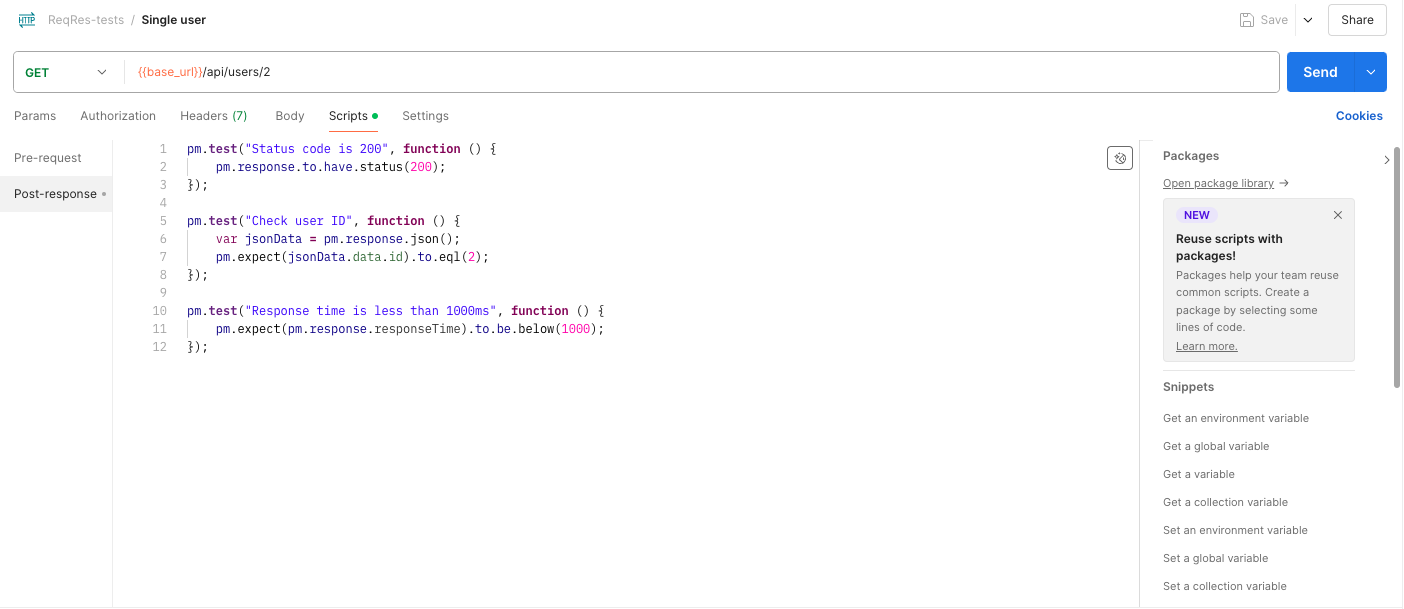 HTTP ReqRes-tests / Single user Save Share
GET {{base_url}}/api/users/2 Send
Params Authorization Headers (7) Body Scripts Settings Cookies
Pre-request
Post-response
1 pm.test("Status code is 200", function () {
2 pm.response.to.have.status(200);
3 });
4
5 pm.test("Check user ID", function () {
6 var jsonData = pm.response.json();
7 pm.expect(jsonData.data.id).to.eql(2);
8 });
9
10 pm.test("Response time is less than 1000ms", function () {
11 pm.expect(pm.response.responseTime).to.be.below(1000);
12 });
Packages
Open package library →
NEW
Reuse scripts with
packages!
Packages help your team reuse
common scripts. Create a
package by selecting some
lines of code.
Learn more.
Snippets
Get an environment variable
Get a global variable
Get a variable
Get a collection variable
Set an environment variable
Set a global variable
Set a collection variable